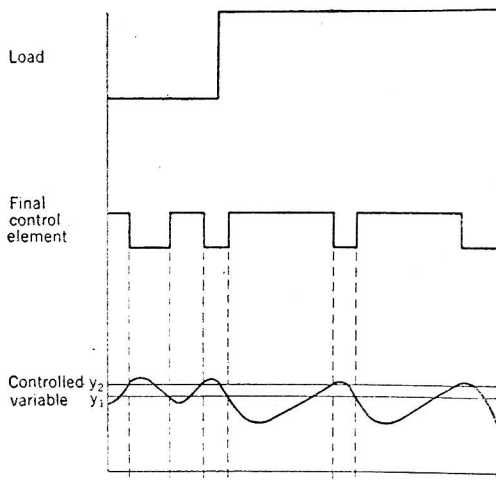 Load
Final
control
element
Controlled y₂
variable y₁